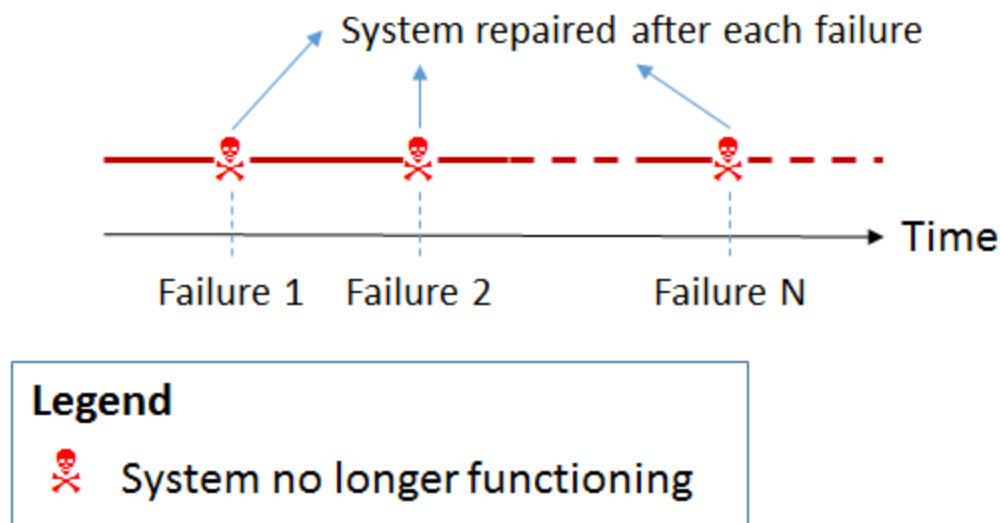 System repaired after each failure
Time
Failure 1 Failure 2 Failure N
Legend
System no longer functioning